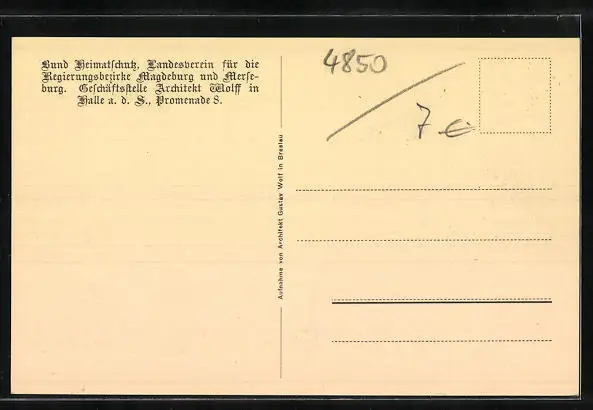 Bund Heimatschutz, Landesverein für die
Regierungsbezirke Magdeburg und Merse-
burg. Geschäftsstelle Architekt Wolff in
Halle a. d. S., Promenade 8.
4850
7 €
Aufnahme von Architekt Gustav Wolf in Breslau